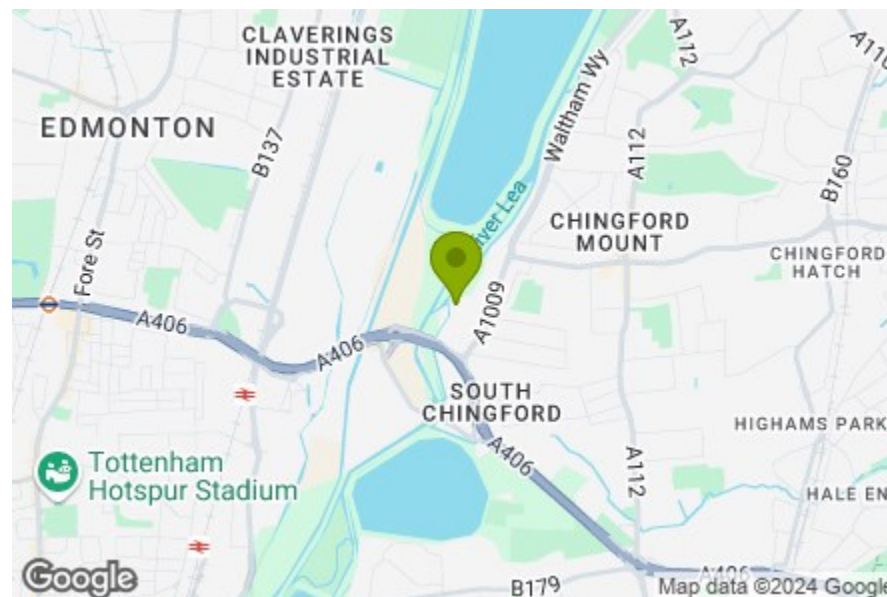 CLAVERINGS
INDUSTRIAL
ESTATE
A112
A110
EDMONTON
B137
Waltham Wy
A112
B160
Fore St
River Lea
CHINGFORD
MOUNT
CHINGFORD
HATCH
A406
A406
A1009
SOUTH
CHINGFORD
HIGHAMS PARK
A406
A112
Tottenham
Hotspur Stadium
HALE EN
A406
B179
Google
Map data ©2024 Google